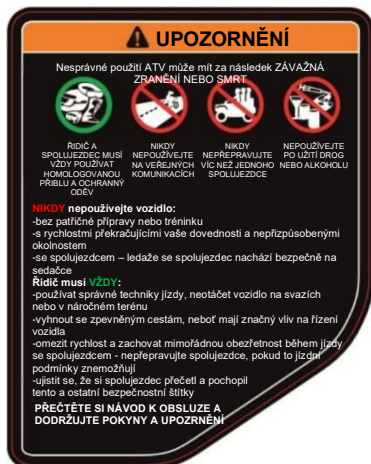 UPOZORNĚNÍ
Nesprávné použití ATV může mít za následek ZÁVAŽNÁ
ZRANĚNÍ NEBO SMRT
ŘIDIČ A
SPOLUJEZDEC MUSÍ
VŽDY POUŽÍVAT
HOMOLOGOVANOU
PŘIBLU A OCHRANNÝ
ODĚV
NIKDY
NEPOUŽÍVEJTE
NA VEŘEJNÝCH
KOMUNIKACÍCH
NIKDY
NEPŘEPRAVUJTE
VÍC NEŽ JEDNOHO
SPOLUJEZDCE
NEPOUŽÍVEJTE
PO UŽITÍ DROG
NEBO ALKOHOLU
NIKDY nepoužívejte vozidlo:
-bez patřičné přípravy nebo tréninku
-s rychlostmi překračujícími vaše dovednosti a nepřizpůsobenými
okolnostem
-se spolujezdcem – ledaže se spolujezdec nachází bezpečně na
sedačce
Řidič musí VŽDY:
-používat správné techniky jízdy, neotáčet vozidlo na svazích
nebo v náročném terénu
-vyhnout se zpevněným cestám, neboť mají značný vliv na řízení
vozidla
-omezit rychlost a zachovat mimořádnou obezřetnost během jízdy
se spolujezdcem - nepřepravujte spolujezdce, pokud to jízdní
podmínky znemožňují
-ujistit se, že si spolujezdec přečetl a pochopil
tento a ostatní bezpečnostní štítky
PŘEČTĚTE SI NÁVOD K OBSLUZE A
DODRŽUJTE POKYNY A UPOZRNĚNÍ